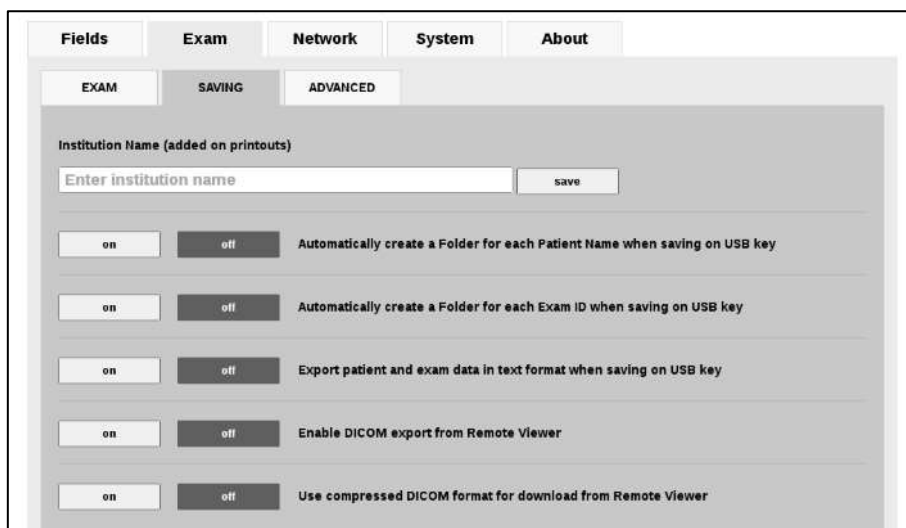 Fields Exam Network System About
EXAM SAVING ADVANCED
Institution Name (added on printouts)
Enter institution name save
on off Automatically create a Folder for each Patient Name when saving on USB key
on off Automatically create a Folder for each Exam ID when saving on USB key
on off Export patient and exam data in text format when saving on USB key
on off Enable DICOM export from Remote Viewer
on off Use compressed DICOM format for download from Remote Viewer